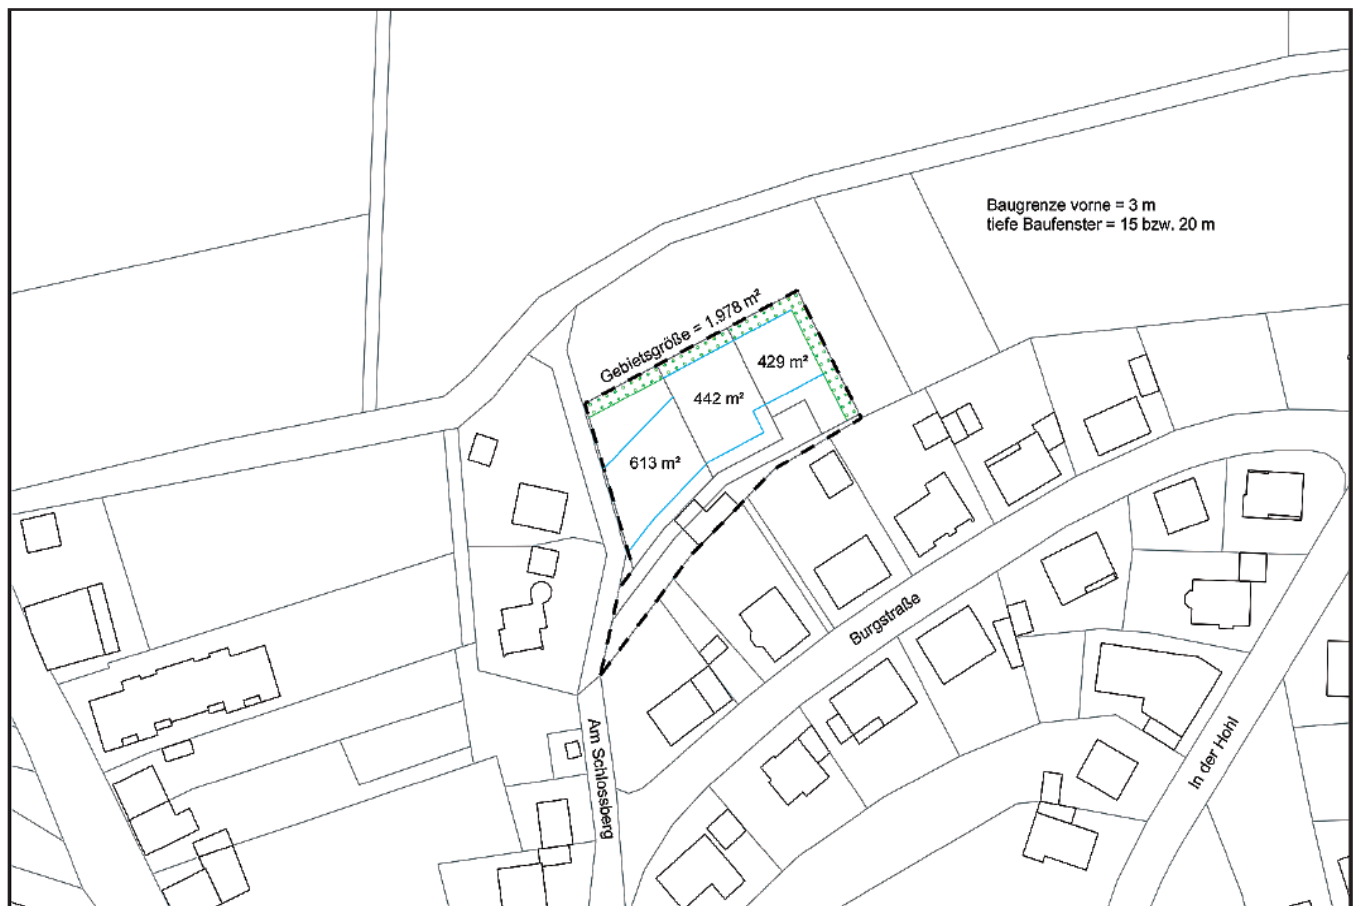 Baugrenze vorne = 3 m
tiefe Baufenster = 15 bzw. 20 m
Gebietsgröße = 1.978 m²
429 m²
442 m²
613 m²
Burgstraße
Am Schlossberg
In der Hohl